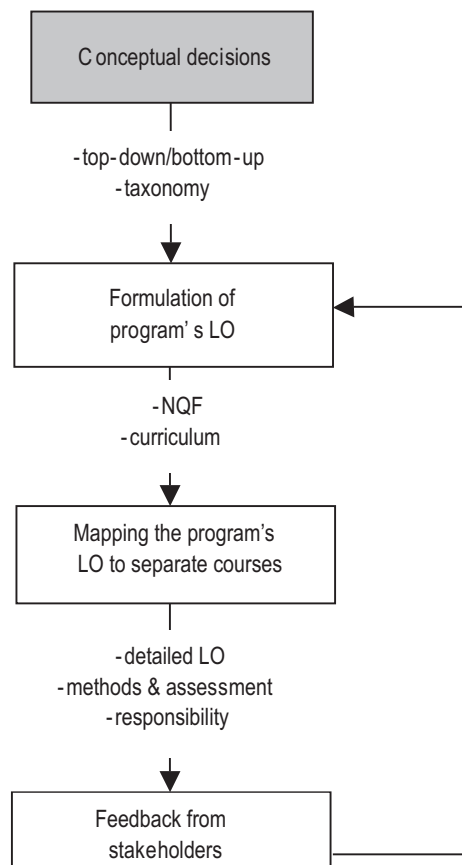 Conceptual decisions
-top-down/bottom-up
-taxonomy
Formulation of
program's LO
-NQF
-curriculum
Mapping the program's
LO to separate courses
-detailed LO
-methods & assessment
-responsibility
Feedback from
stakeholders